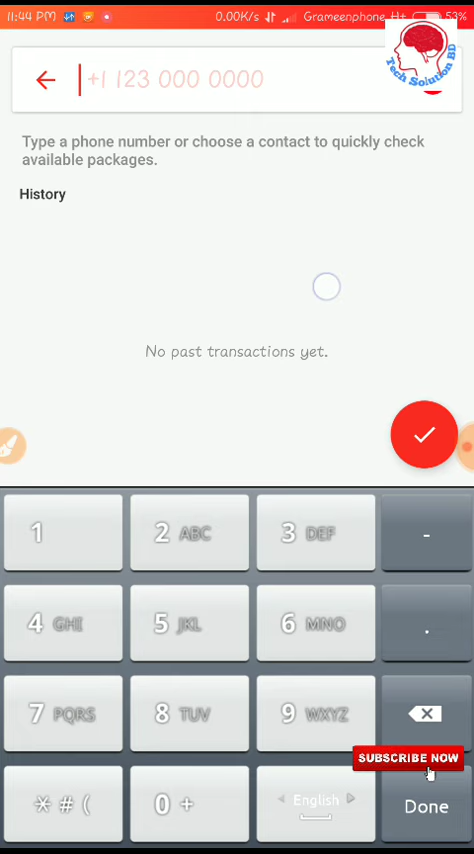 11:44 PM 0.00K/s Grameenphone H+ 53%
Tech Solution BD
+1 123 000 0000
Type a phone number or choose a contact to quickly check
available packages.
History
No past transactions yet.
1 2 ABC 3 DEF -
4 GHI 5 JKL 6 MNO .
7 PQRS 8 TUV 9 WXYZ
SUBSCRIBE NOW
* # ( 0 + English Done